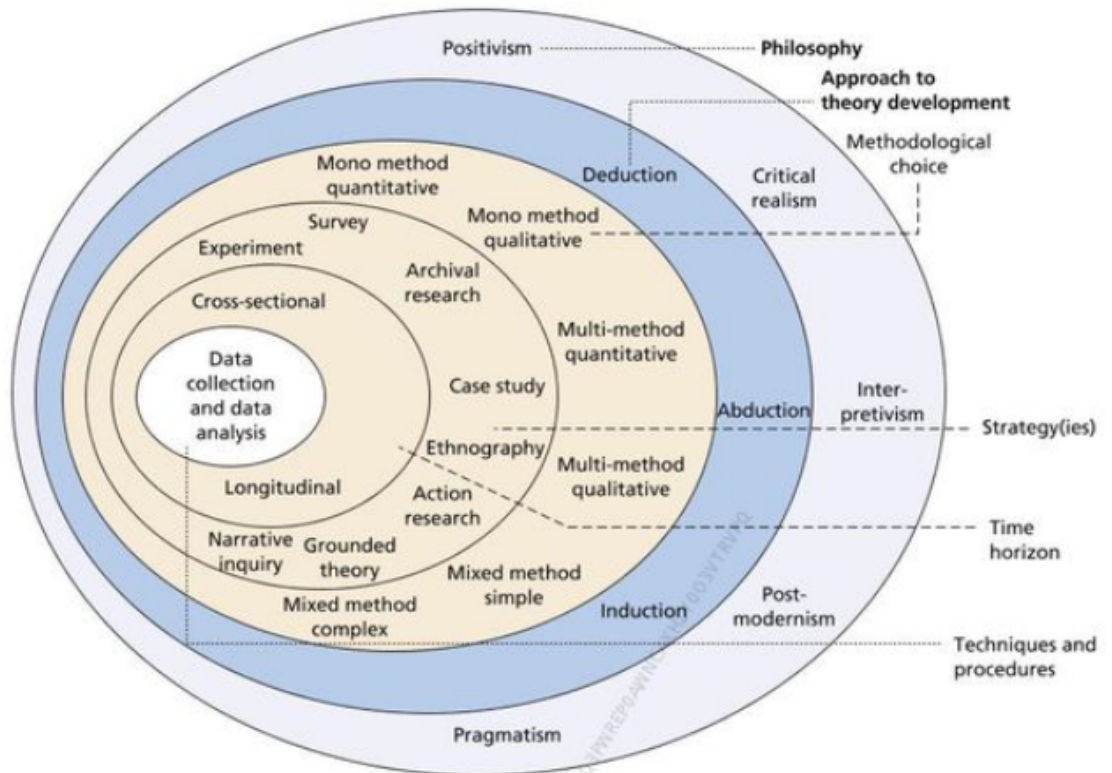 Positivism
Philosophy
Approach to
theory development
Methodological
choice
Deduction
Critical
realism
Mono method
quantitative
Mono method
qualitative
Survey
Experiment
Archival
research
Cross-sectional
Multi-method
quantitative
Data
collection
and data
analysis
Case study
Abduction
Inter-
pretivism
Strategy(ies)
Ethnography
Multi-method
qualitative
Longitudinal
Action
research
Time
horizon
Narrative
inquiry
Grounded
theory
Mixed method
simple
Mixed method
complex
Induction
Post-
modernism
Techniques and
procedures
Pragmatism